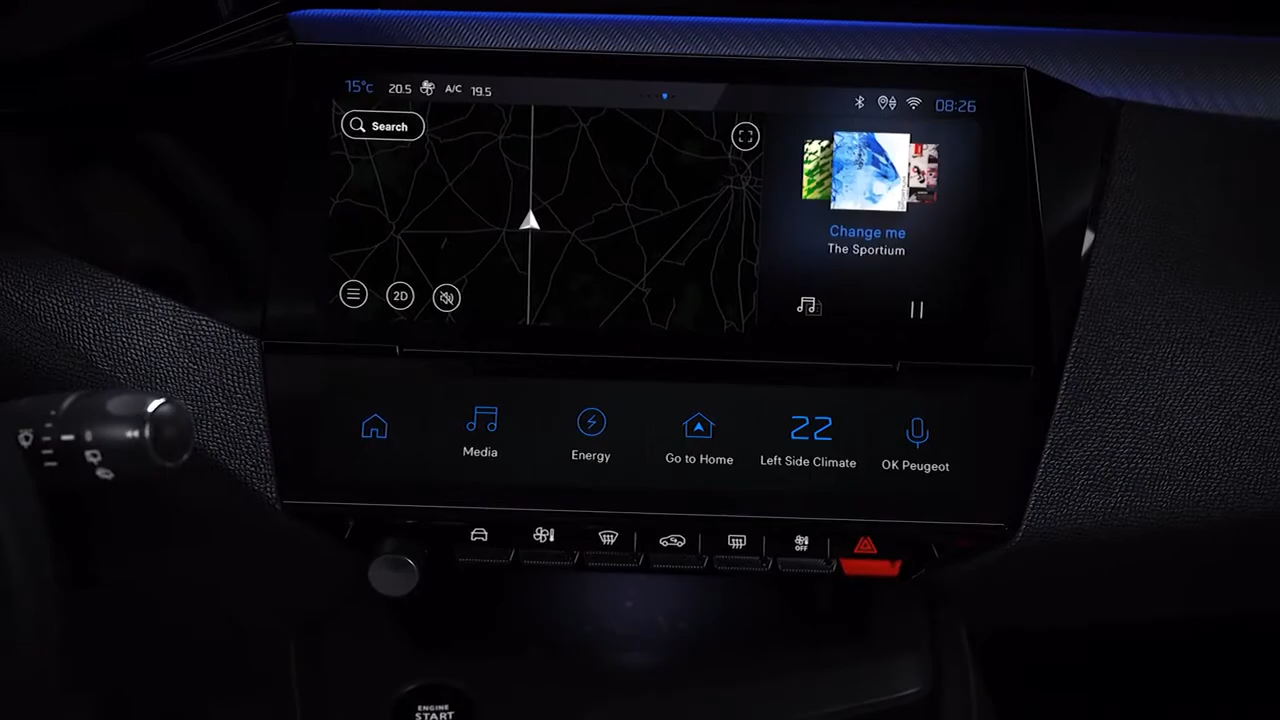 15°c 20.5 A/C 19.5
08:26
Search
2D
Change me
The Sportium
Media
Energy
Go to Home
22
Left Side Climate
OK Peugeot
OFF
ENGINE
START